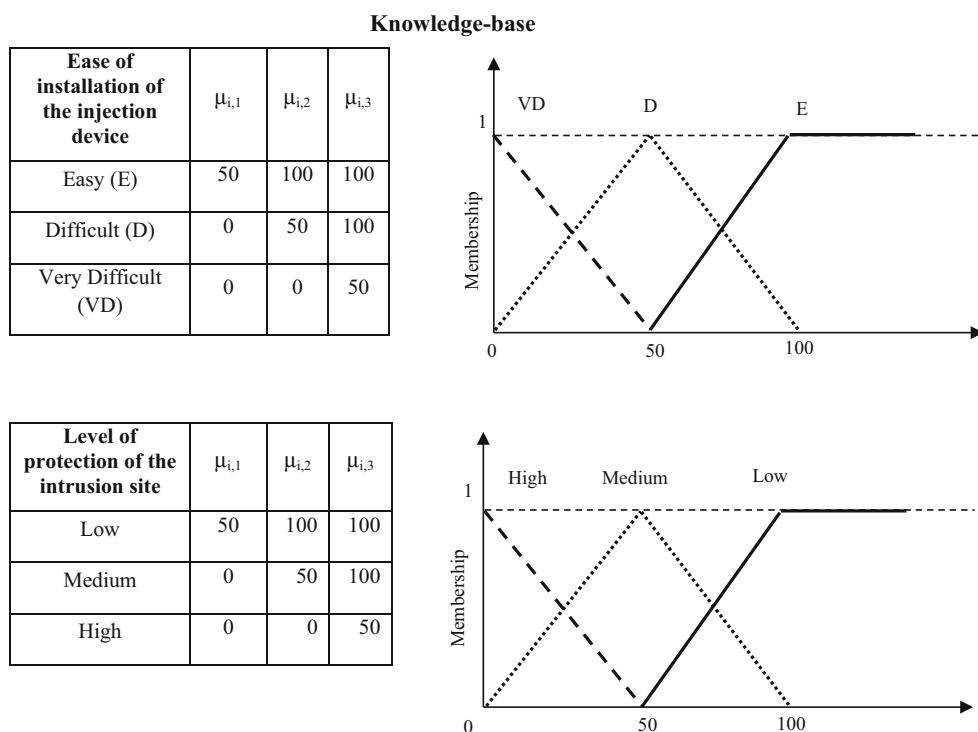 Knowledge-base
Ease of
installation of
the injection
device
μi,1 μi,2 μi,3
Easy (E) 50 100 100
Difficult (D) 0 50 100
Very Difficult
(VD)
0 0 50
VD D E
1
Membership
0 50 100
Level of
protection of the
intrusion site
μi,1 μi,2 μi,3
Low 50 100 100
Medium 0 50 100
High 0 0 50
High Medium Low
1
Membership
0 50 100